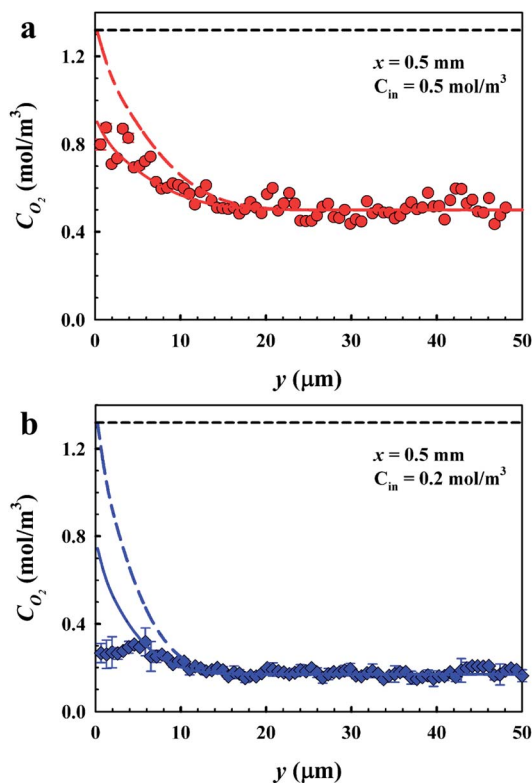 a
x = 0.5 mm
C_in = 0.5 mol/m³
C_O₂ (mol/m³)
1.2
0.8
0.4
0.0
0 10 20 30 40 50
y (μm)
b
x = 0.5 mm
C_in = 0.2 mol/m³
C_O₂ (mol/m³)
1.2
0.8
0.4
0.0
0 10 20 30 40 50
y (μm)